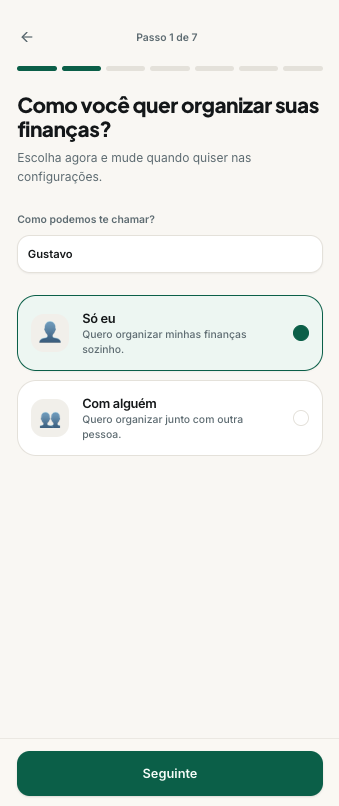 Passo 1 de 7
Como você quer organizar suas
finanças?
Escolha agora e mude quando quiser nas
configurações.
Como podemos te chamar?
Gustavo
Só eu
Quero organizar minhas finanças
sozinho.
Com alguém
Quero organizar junto com outra
pessoa.
Seguinte